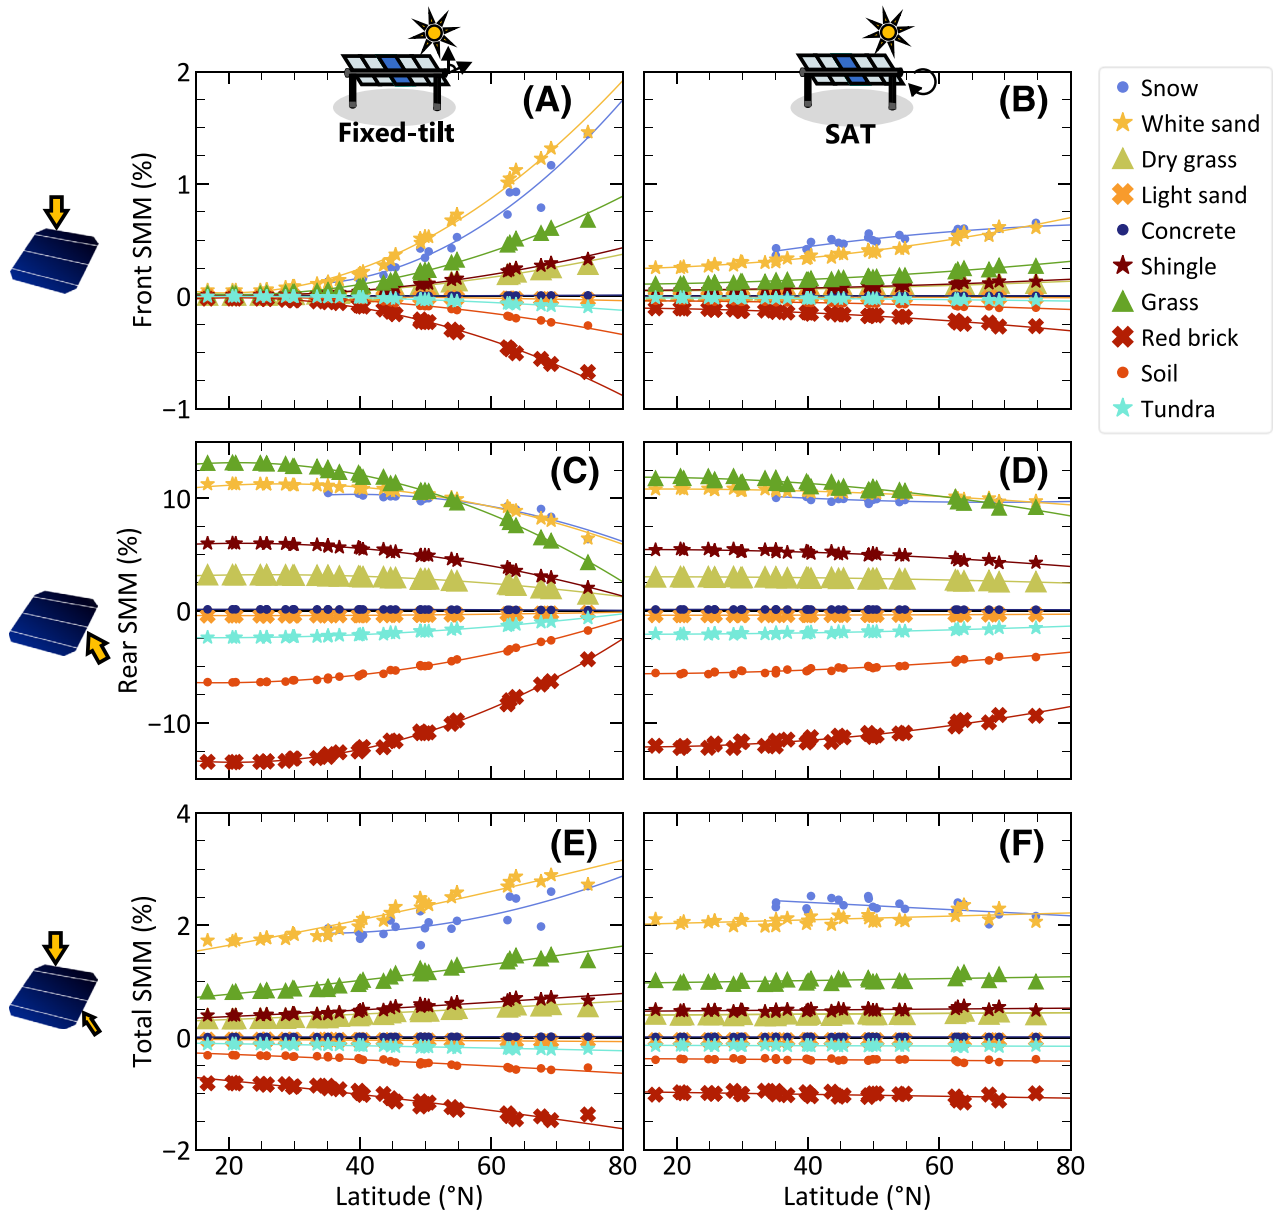 (A)
Fixed-tilt
(B)
SAT
2
1
0
−1
Front SMM (%)
Snow
White sand
Dry grass
Light sand
Concrete
Shingle
Grass
Red brick
Soil
Tundra
(C)
(D)
10
0
−10
Rear SMM (%)
(E)
(F)
4
2
0
−2
Total SMM (%)
20 40 60 80
20 40 60 80
Latitude (°N)
Latitude (°N)